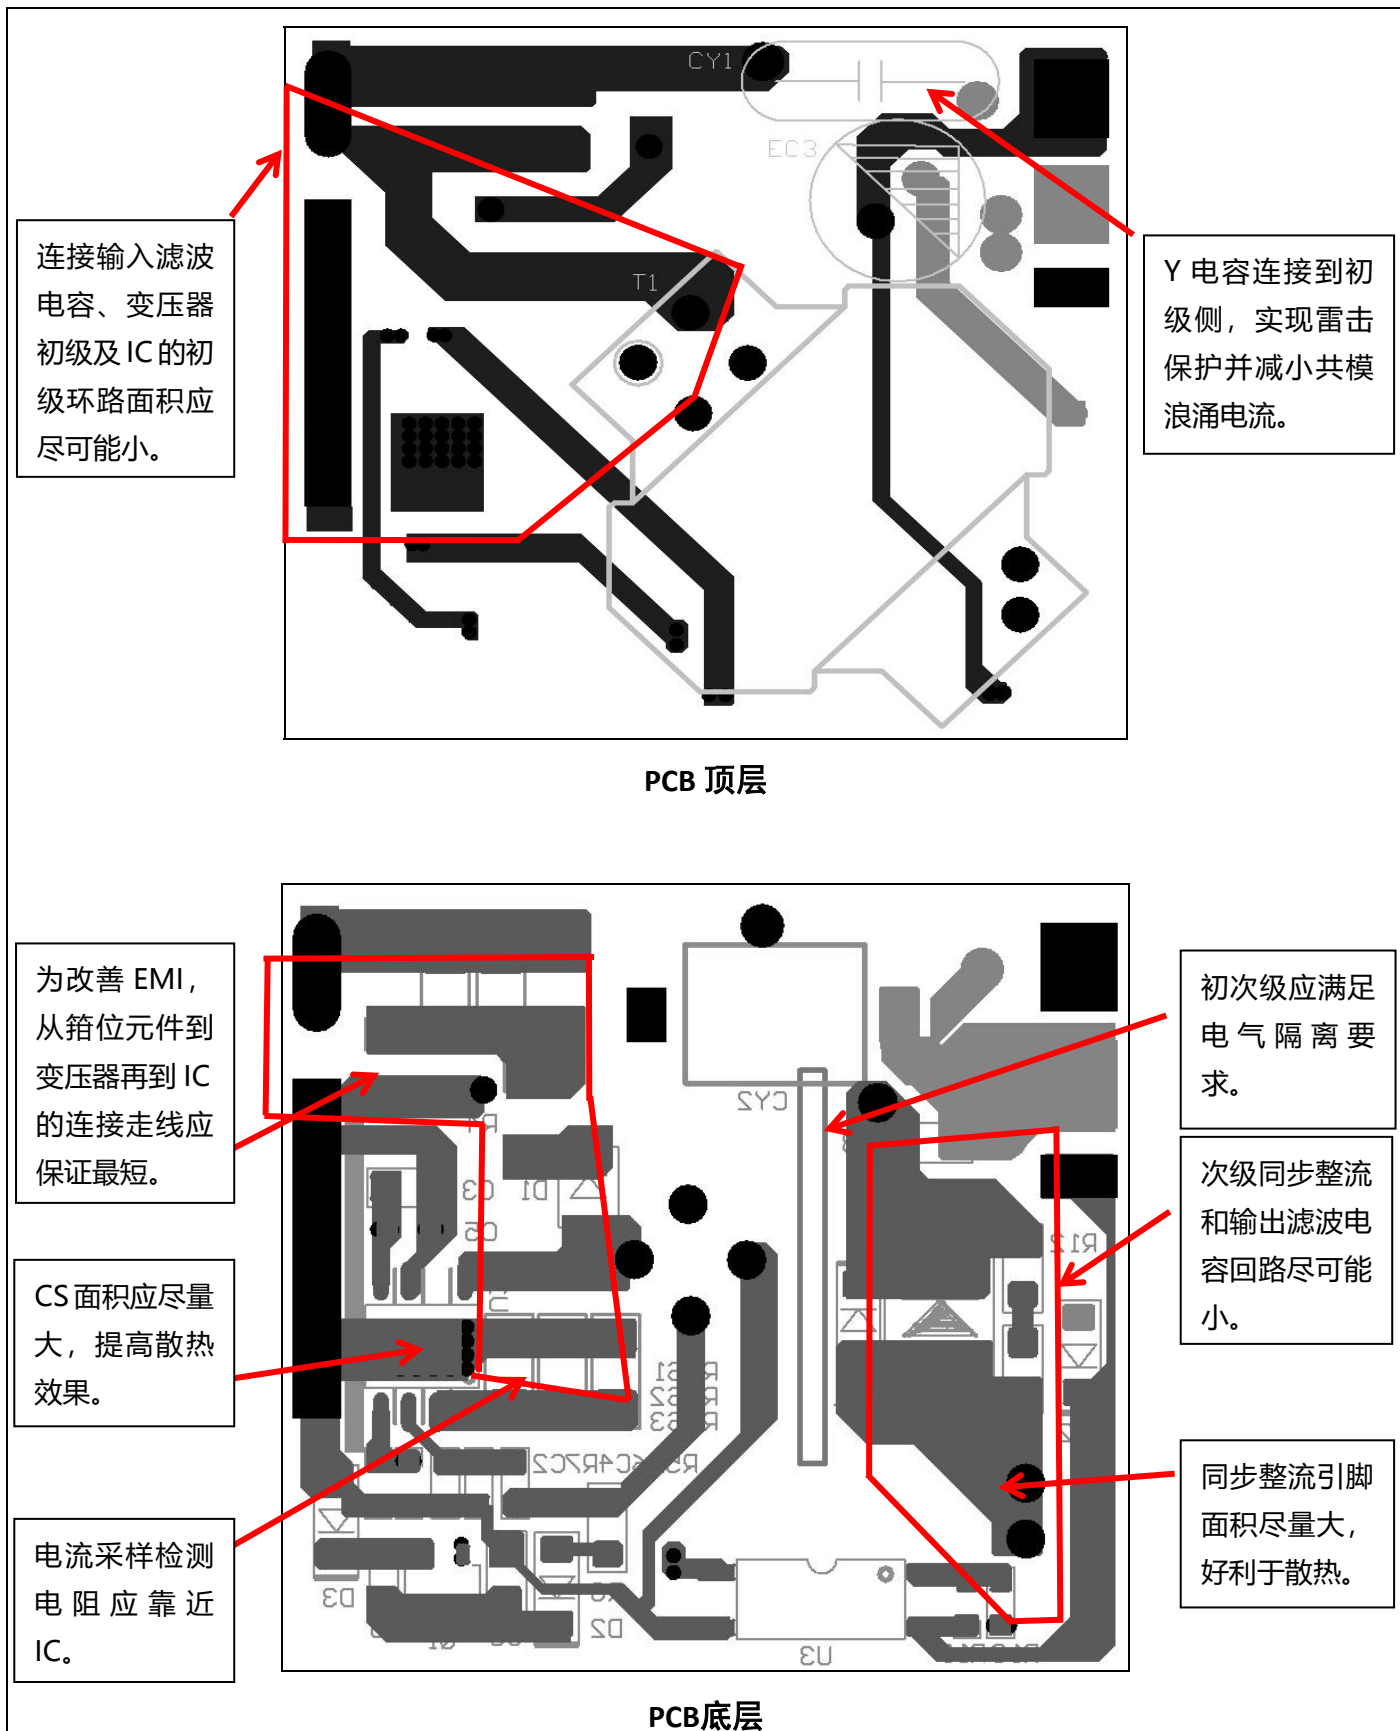 CY1
EC3
T1
连接输入滤波
电容、变压器
初级及 IC 的初
级环路面积应
尽可能小。
Y 电容连接到初
级侧，实现雷击
保护并减小共模
浪涌电流。
PCB 顶层
为改善 EMI，
从箝位元件到
变压器再到 IC
的连接走线应
保证最短。
初次级应满足
电气隔离要
求。
CY2
C3
D1
次级同步整流
和输出滤波电
容回路尽可能
小。
R12
CS 面积应尽量
大，提高散热
效果。
同步整流引脚
面积尽量大，
好利于散热。
电流采样检测
电阻应靠近
IC。
D3
D2
U3
PCB底层